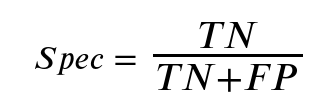 Spec = TN / TN+FP